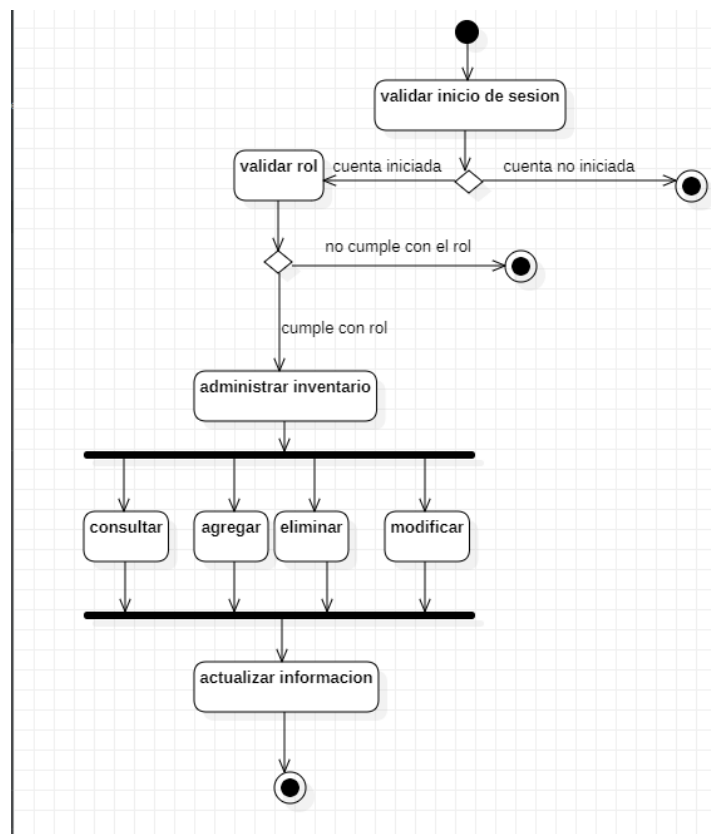 validar inicio de sesion
validar rol
cuenta iniciada
cuenta no iniciada
no cumple con el rol
cumple con rol
administrar inventario
consultar
agregar
eliminar
modificar
actualizar informacion